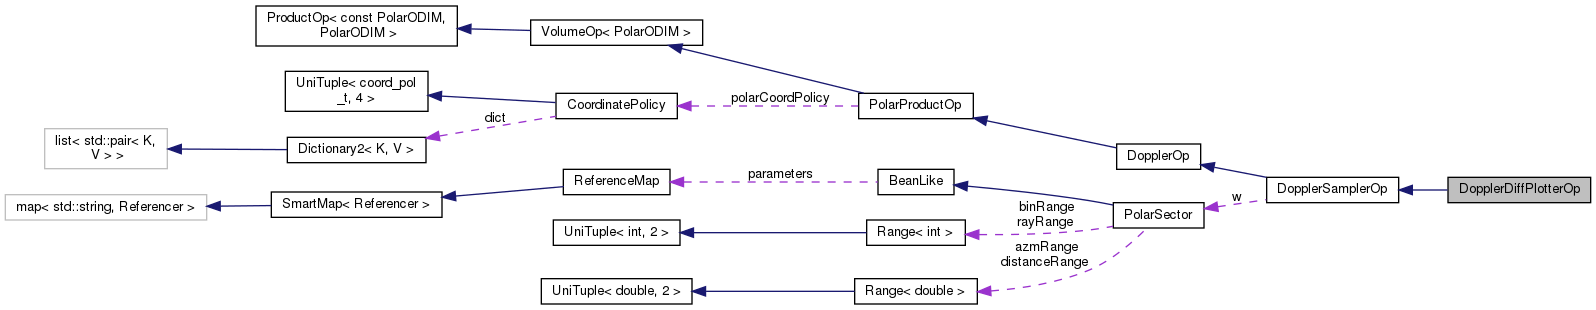 ProductOp< const PolarODIM,
PolarODIM >
VolumeOp< PolarODIM >
UniTuple< coord_pol
_t, 4 >
CoordinatePolicy
polarCoordPolicy
PolarProductOp
dict
list< std::pair< K,
V > >
Dictionary2< K, V >
DopplerOp
ReferenceMap
parameters
BeanLike
DopplerSamplerOp
DopplerDiffPlotterOp
map< std::string, Referencer >
SmartMap< Referencer >
w
PolarSector
binRange
rayRange
UniTuple< int, 2 >
Range< int >
azmRange
distanceRange
UniTuple< double, 2 >
Range< double >